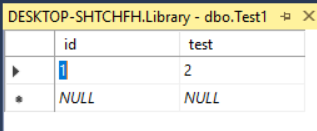 DESKTOP-SHTCHFH.Library - dbo.Test1
id test
1 2
NULL NULL